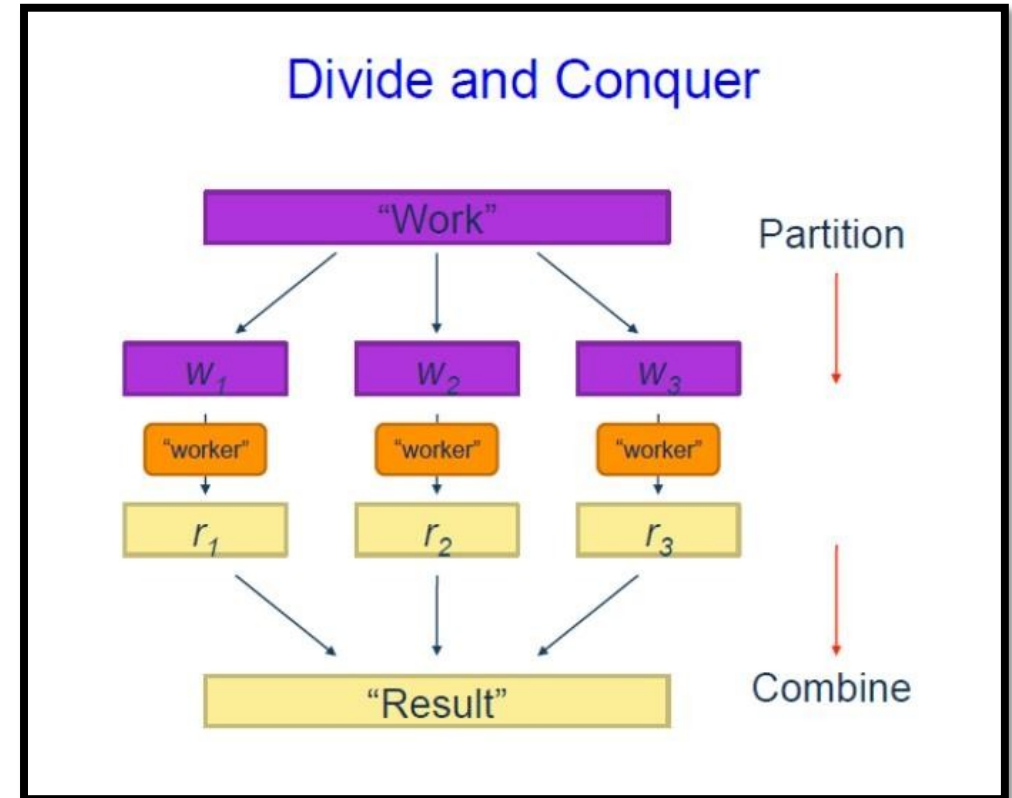 Divide and Conquer
“Work”
Partition
w1 w2 w3
“worker” “worker” “worker”
r1 r2 r3
“Result”
Combine